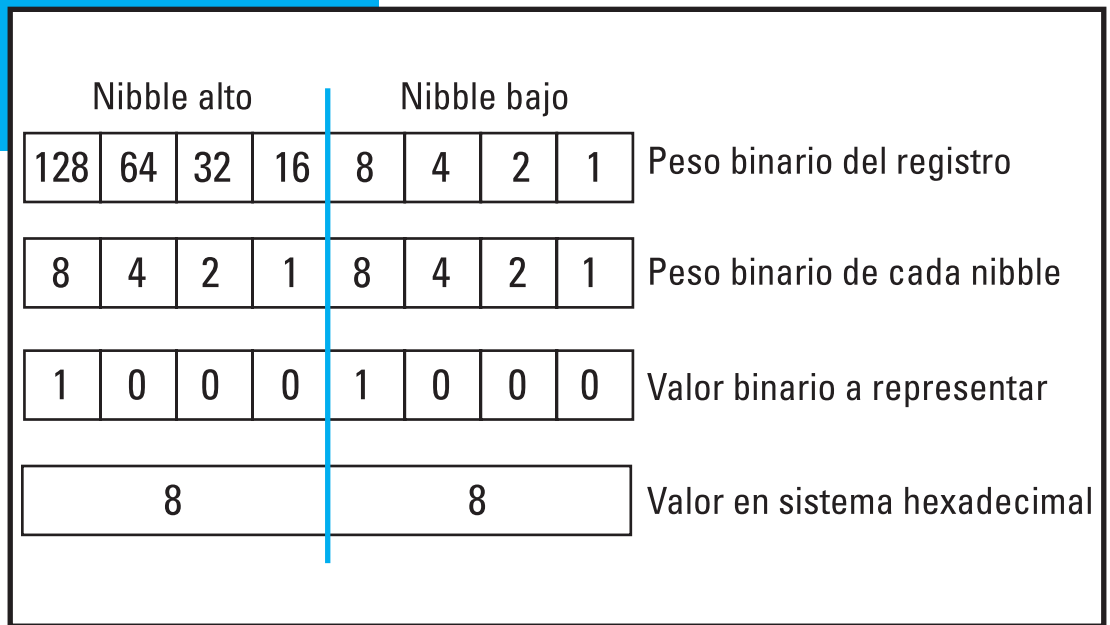 Nibble alto Nibble bajo
128 64 32 16 8 4 2 1 Peso binario del registro
8 4 2 1 8 4 2 1 Peso binario de cada nibble
1 0 0 0 1 0 0 0 Valor binario a representar
8 8 Valor en sistema hexadecimal